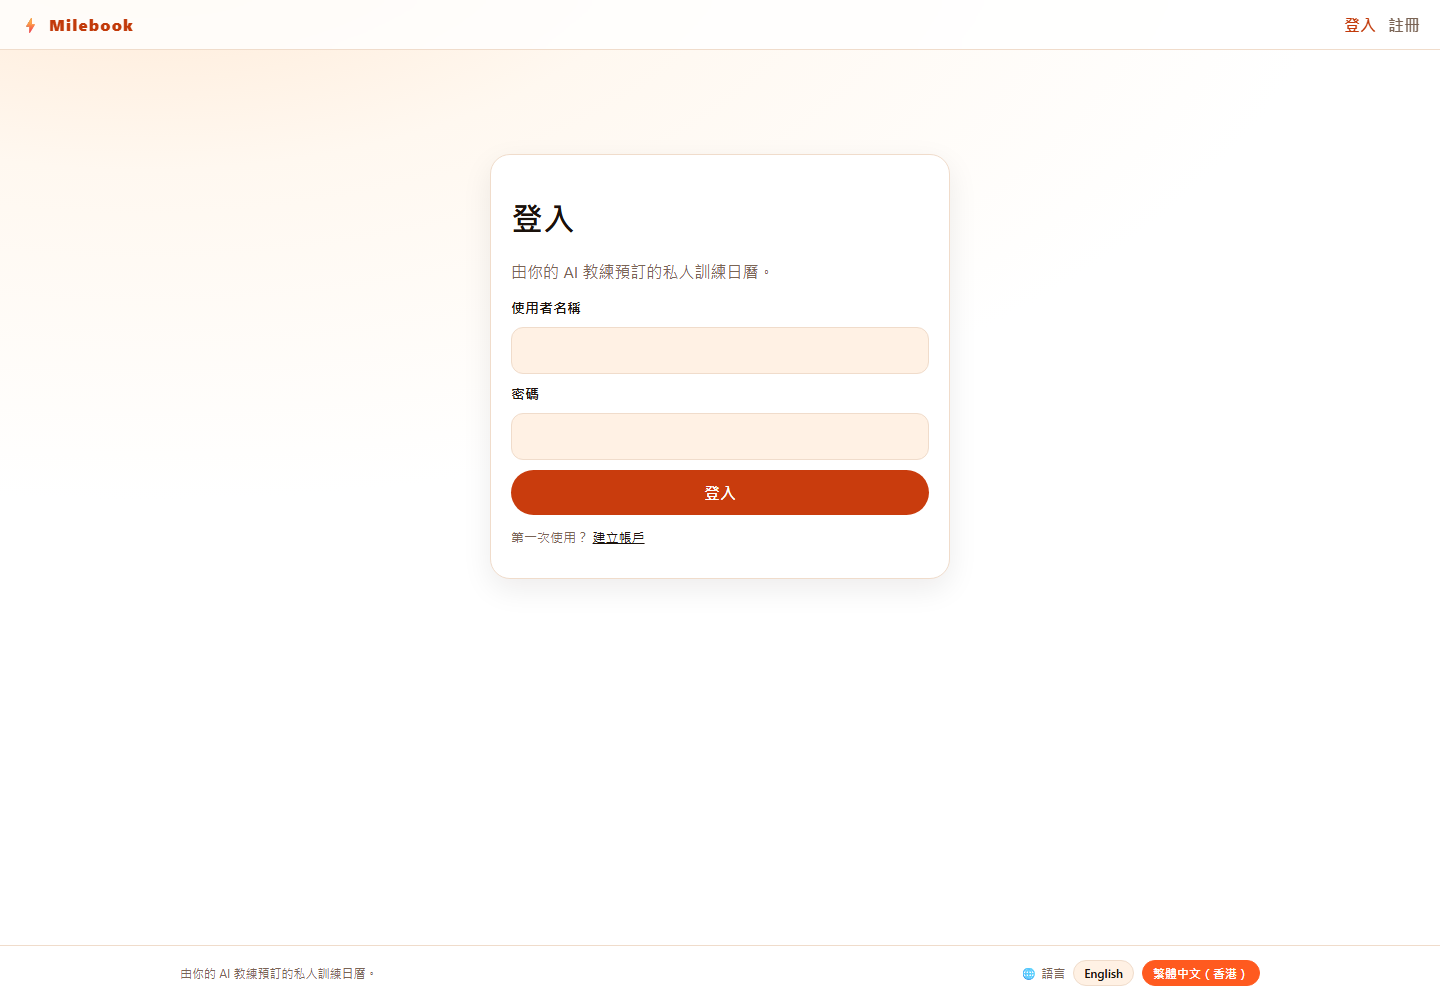 Milebook
登入 註冊
登入
由你的 AI 教練預訂的私人訓練日曆。
使用者名稱
密碼
登入
第一次使用？ 建立帳戶
由你的 AI 教練預訂的私人訓練日曆。
語言 English 繁體中文（香港）